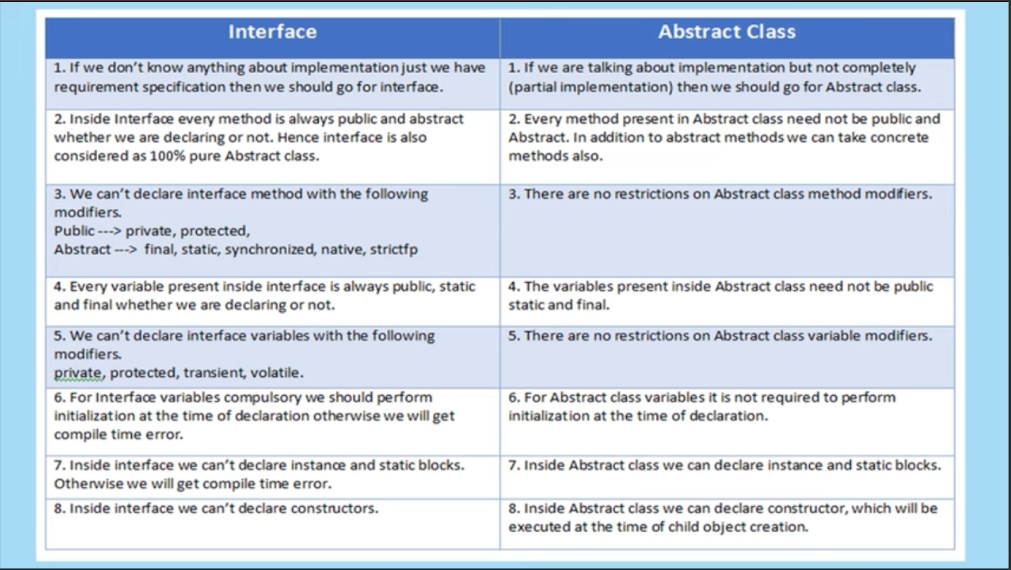 Interface
Abstract Class
1. If we don't know anything about implementation just we have
requirement specification then we should go for interface.
1. If we are talking about implementation but not completely
(partial implementation) then we should go for Abstract class.
2. Inside Interface every method is always public and abstract
whether we are declaring or not. Hence interface is also
considered as 100% pure Abstract class.
2. Every method present in Abstract class need not be public and
Abstract. In addition to abstract methods we can take concrete
methods also.
3. We can't declare interface method with the following
modifiers.
Public ---> private, protected,
Abstract ---> final, static, synchronized, native, strictfp
3. There are no restrictions on Abstract class method modifiers.
4. Every variable present inside interface is always public, static
and final whether we are declaring or not.
4. The variables present inside Abstract class need not be public
static and final.
5. We can't declare interface variables with the following
modifiers.
private, protected, transient, volatile.
5. There are no restrictions on Abstract class variable modifiers.
6. For Interface variables compulsory we should perform
initialization at the time of declaration otherwise we will get
compile time error.
6. For Abstract class variables it is not required to perform
initialization at the time of declaration.
7. Inside interface we can't declare instance and static blocks.
Otherwise we will get compile time error.
7. Inside Abstract class we can declare instance and static blocks.
8. Inside interface we can't declare constructors.
8. Inside Abstract class we can declare constructor, which will be
executed at the time of child object creation.